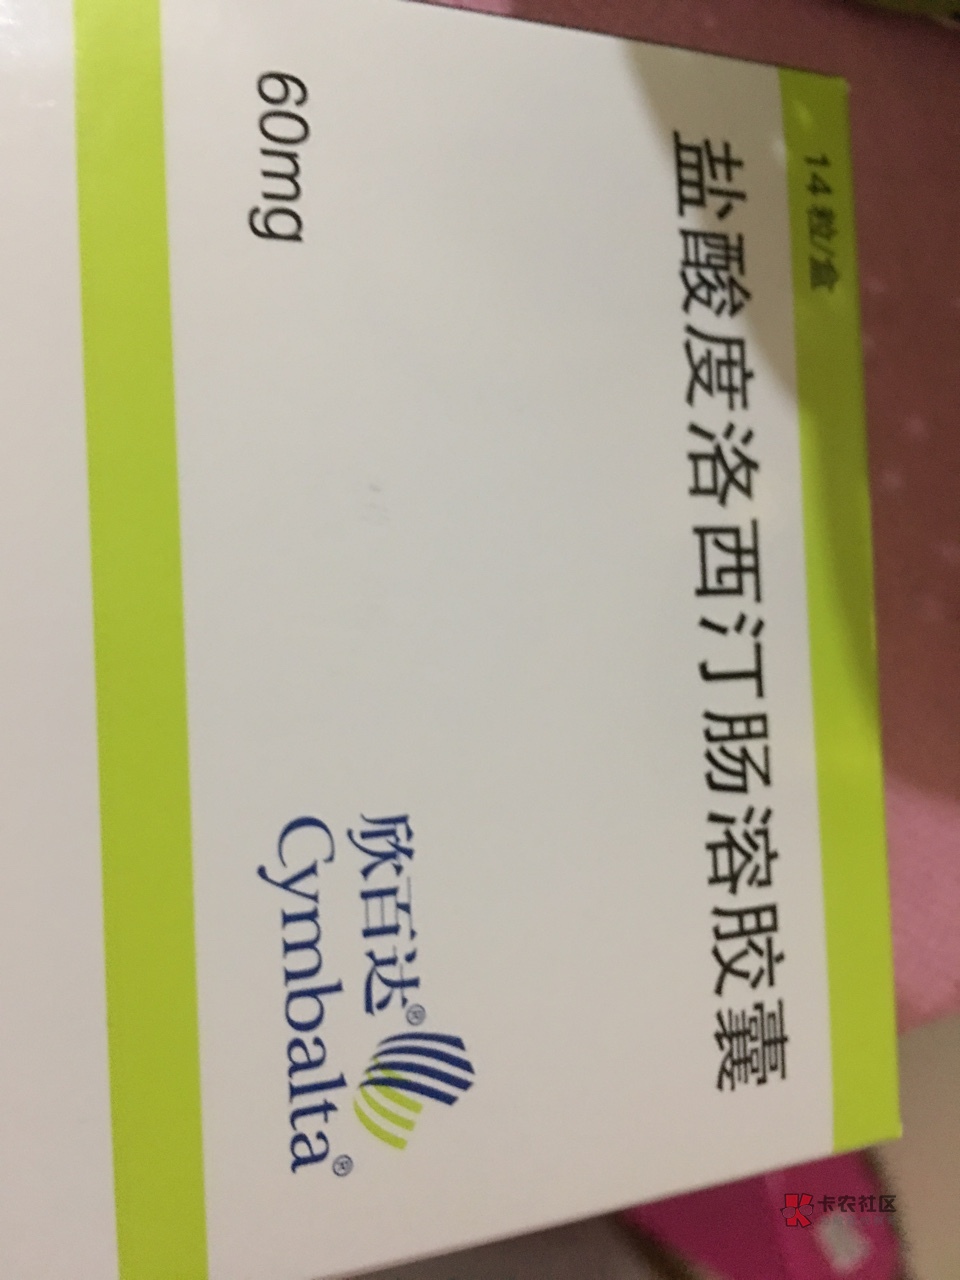 14粒/盒
盐酸度洛西汀肠溶胶囊
欣百达®
Cymbalta®
60mg
卡农社区